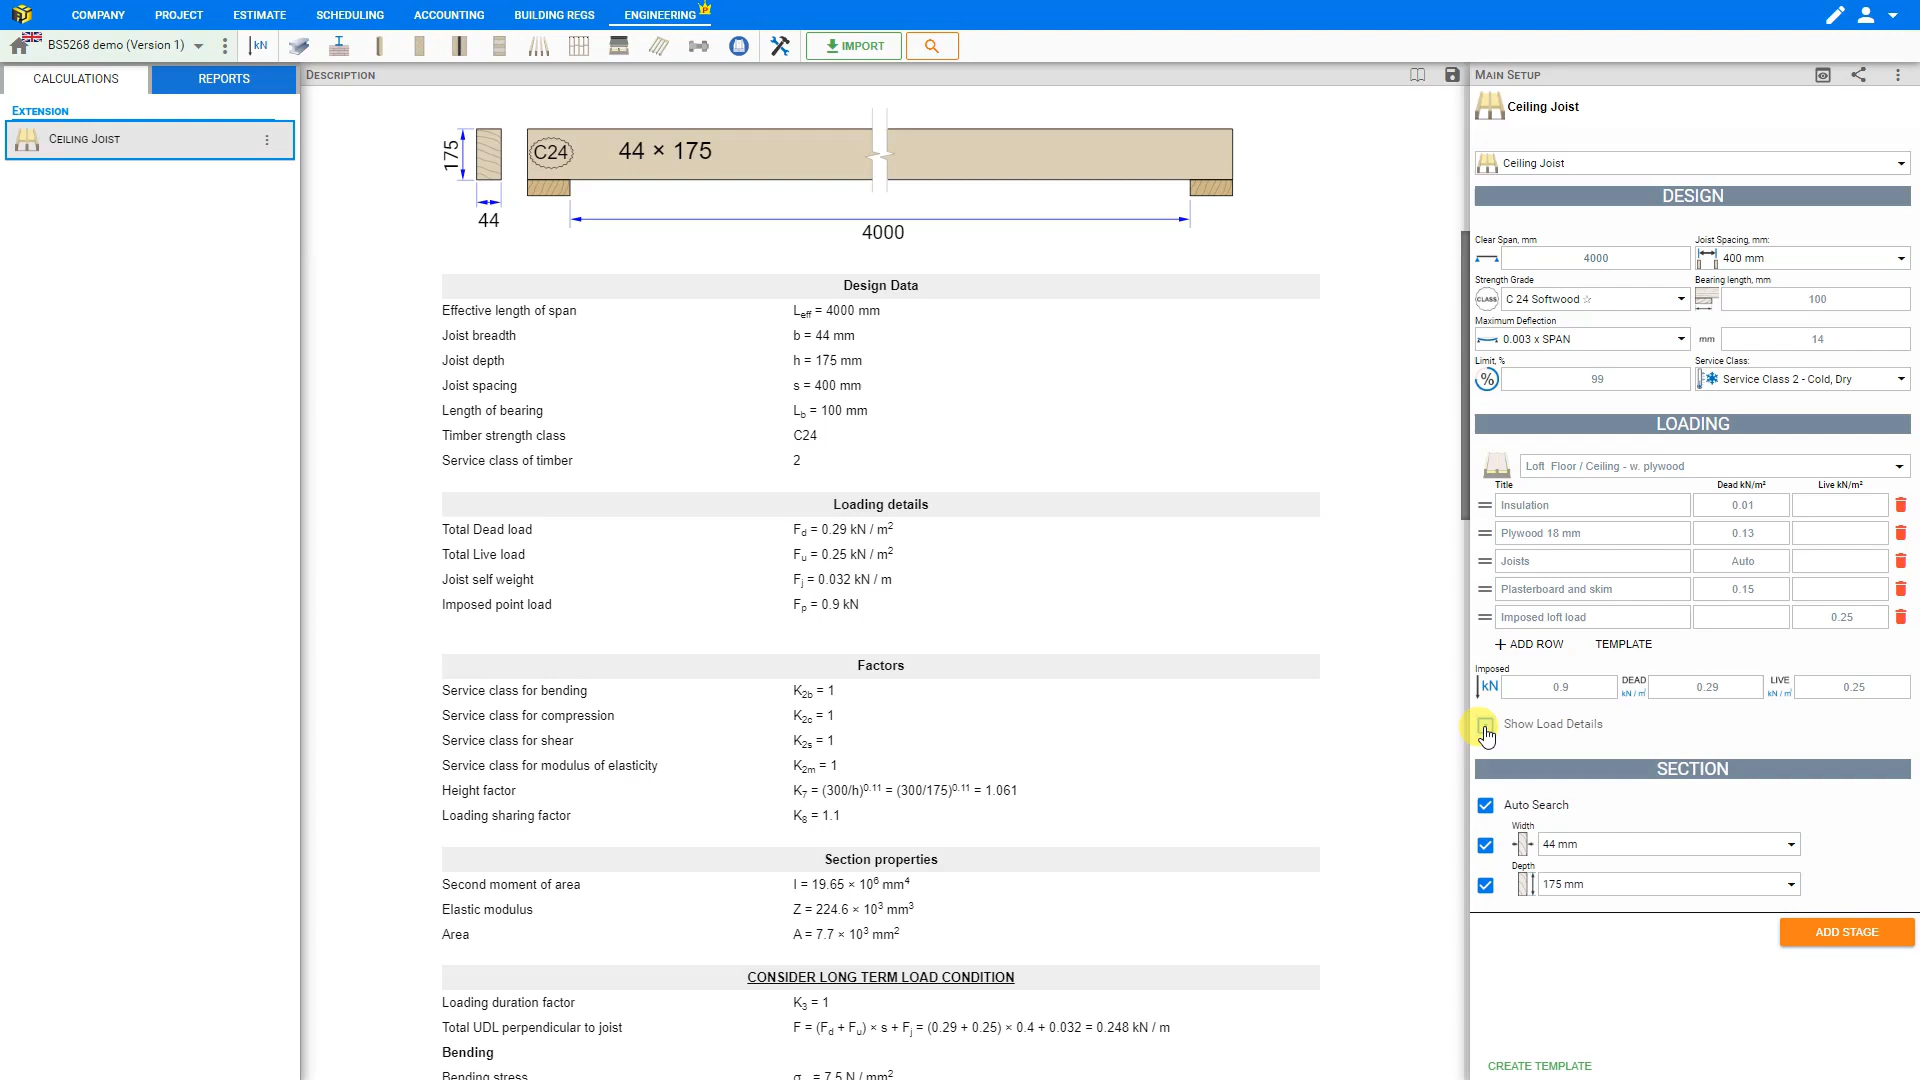 COMPANY PROJECT ESTIMATE SCHEDULING ACCOUNTING BUILDING REGS ENGINEERING
BS5268 demo (Version 1) kN IMPORT
CALCULATIONS REPORTS
EXTENSION
CEILING JOIST
DESCRIPTION
175
C24
44 × 175
44
4000
Design Data
Effective length of span Leff = 4000 mm
Joist breadth b = 44 mm
Joist depth h = 175 mm
Joist spacing s = 400 mm
Length of bearing Lb = 100 mm
Timber strength class C24
Service class of timber 2
Loading details
Total Dead load Fd = 0.29 kN / m2
Total Live load Fu = 0.25 kN / m2
Joist self weight Fj = 0.032 kN / m
Imposed point load Fp = 0.9 kN
Factors
Service class for bending K2b = 1
Service class for compression K2c = 1
Service class for shear K2s = 1
Service class for modulus of elasticity K2m = 1
Height factor K7 = (300/h)0.11 = (300/175)0.11 = 1.061
Loading sharing factor K8 = 1.1
Section properties
Second moment of area I = 19.65 × 106 mm4
Elastic modulus Z = 224.6 × 103 mm3
Area A = 7.7 × 103 mm2
CONSIDER LONG TERM LOAD CONDITION
Loading duration factor K3 = 1
Total UDL perpendicular to joist F = (Fd + Fu) × s + Fj = (0.29 + 0.25) × 0.4 + 0.032 = 0.248 kN / m
Bending
Bending stress = 7.5 N / mm2
MAIN SETUP
Ceiling Joist
Ceiling Joist
DESIGN
Clear Span, mm Joist Spacing, mm:
4000 400 mm
Strength Grade Bearing length, mm
CLASS C 24 Softwood ☆ 100
Maximum Deflection
0.003 x SPAN mm 14
Limit, % Service Class:
% 99 Service Class 2 - Cold, Dry
LOADING
Loft Floor / Ceiling - w. plywood
Title Dead kN/m² Live kN/m²
Insulation 0.01
Plywood 18 mm 0.13
Joists Auto
Plasterboard and skim 0.15
Imposed loft load 0.25
+ ADD ROW TEMPLATE
Imposed
kN 0.9 DEAD kN / m² 0.29 LIVE kN / m² 0.25
Show Load Details
SECTION
Auto Search
Width
44 mm
Depth
175 mm
ADD STAGE
CREATE TEMPLATE